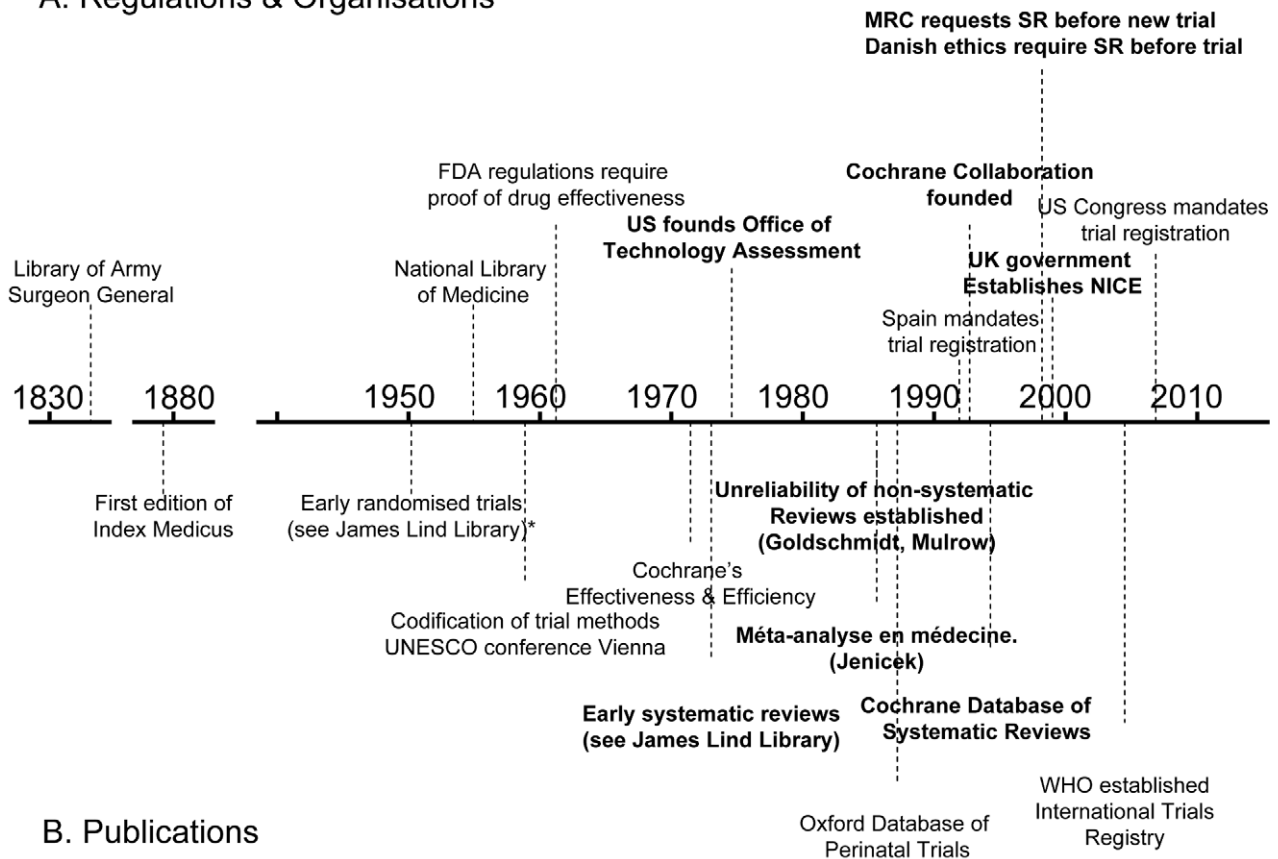 A. Regulations & Organisations
MRC requests SR before new trial
Danish ethics require SR before trial
FDA regulations require
proof of drug effectiveness
Cochrane Collaboration
founded
US founds Office of
Technology Assessment
US Congress mandates
trial registration
Library of Army
Surgeon General
National Library
of Medicine
UK government
Establishes NICE
Spain mandates
trial registration
1830 1880 1950 1960 1970 1980 1990 2000 2010
First edition of
Index Medicus
Early randomised trials
(see James Lind Library)*
Unreliability of non-systematic
Reviews established
(Goldschmidt, Mulrow)
Cochrane's
Effectiveness & Efficiency
Codification of trial methods
UNESCO conference Vienna
Méta-analyse en médecine.
(Jenicek)
Early systematic reviews
(see James Lind Library)
Cochrane Database of
Systematic Reviews
WHO established
International Trials
Registry
Oxford Database of
Perinatal Trials
B. Publications